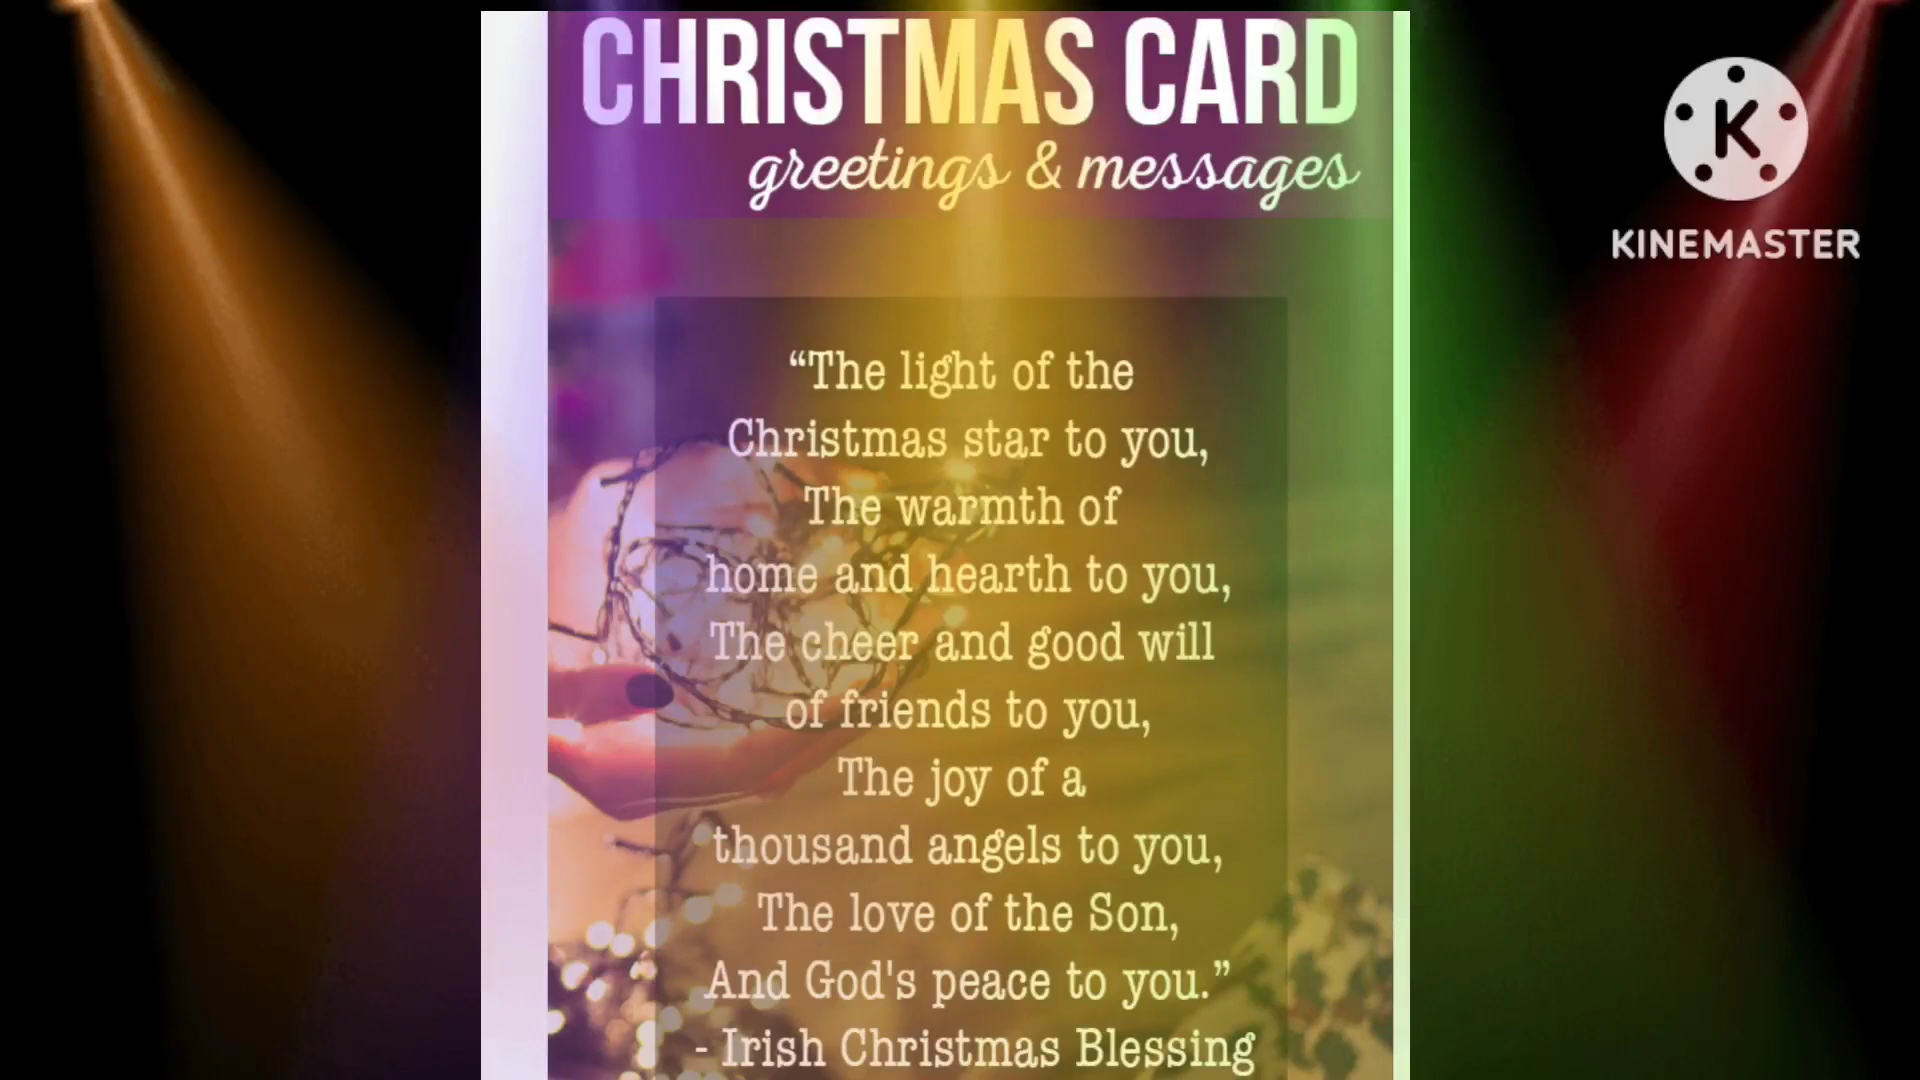 CHRISTMAS CARD
greetings & messages
K
KINEMASTER
“The light of the
Christmas star to you,
The warmth of
home and hearth to you,
The cheer and good will
of friends to you,
The joy of a
thousand angels to you,
The love of the Son,
And God's peace to you.”
- Irish Christmas Blessing